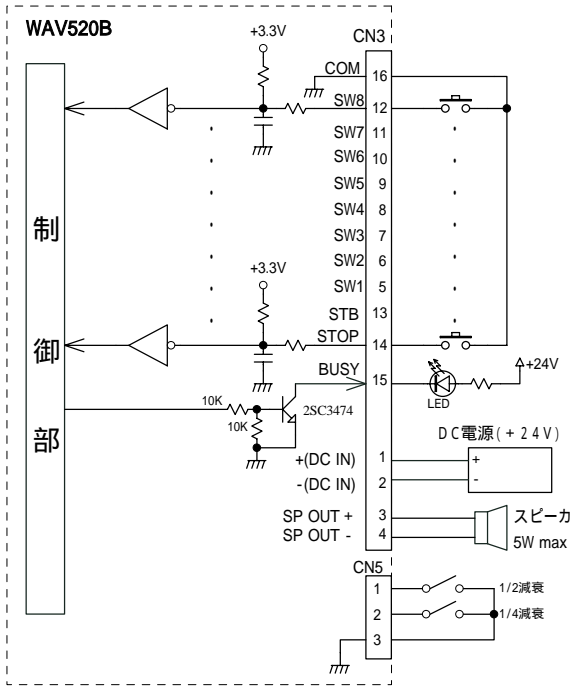 WAV520B
+3.3V
CN3
COM 16
SW8 12
SW7 11
SW6 10
SW5 9
SW4 8
SW3 7
SW2 6
SW1 5
+3.3V
STB 13
STOP 14
BUSY 15
+24V
LED
10K
10K
2SC3474
制御部
DC電源(+24V)
+(DC IN) 1 +
-(DC IN) 2 -
SP OUT + 3
SP OUT - 4
スピーカ
5W max
CN5
1 1/2減衰
2 1/4減衰
3